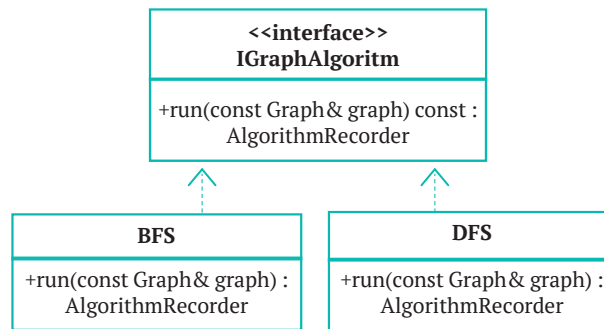 <<interface>>
IGraphAlgoritm
+run(const Graph& graph) const :
AlgorithmRecorder
BFS
+run(const Graph& graph) :
AlgorithmRecorder
DFS
+run(const Graph& graph) :
AlgorithmRecorder